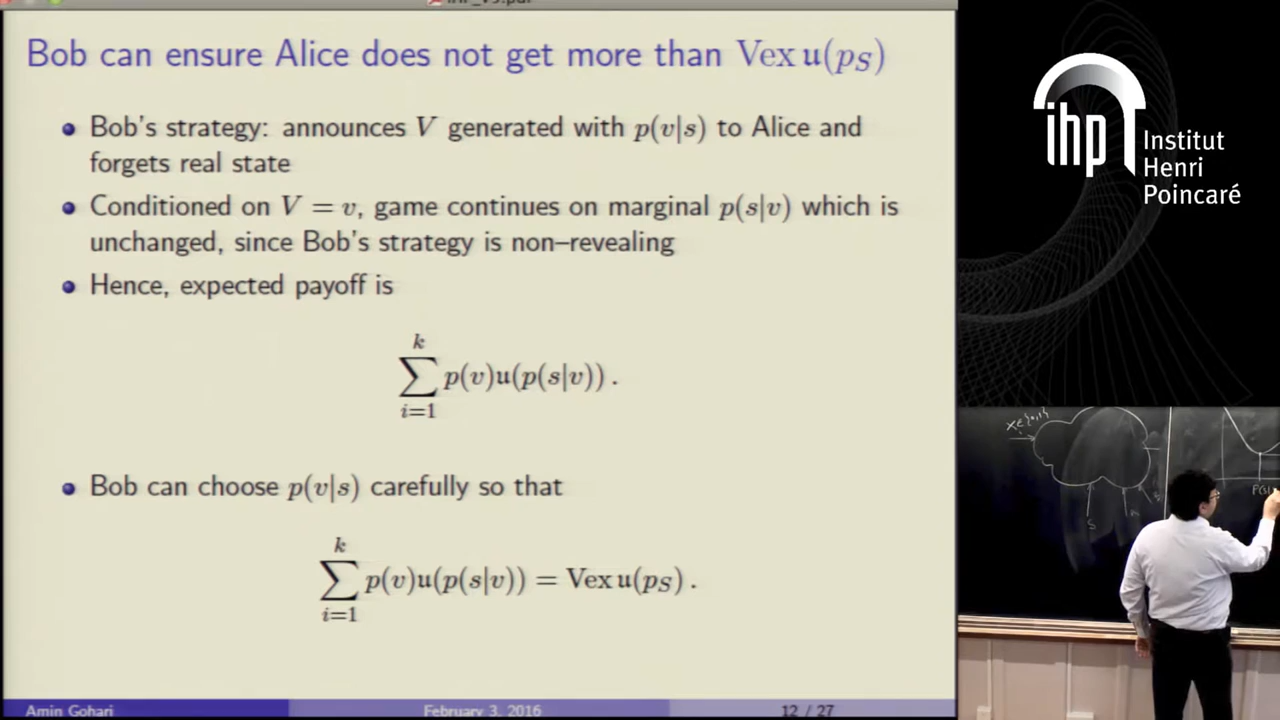 Bob can ensure Alice does not get more than Vex u(p_S)
• Bob's strategy: announces V generated with p(v|s) to Alice and
forgets real state
• Conditioned on V = v, game continues on marginal p(s|v) which is
unchanged, since Bob's strategy is non–revealing
• Hence, expected payoff is
k
∑ p(v)u(p(s|v)) .
i=1
• Bob can choose p(v|s) carefully so that
k
∑ p(v)u(p(s|v)) = Vex u(p_S) .
i=1
Amin Gohari February 3, 2016 12 / 27
ihp
Institut
Henri
Poincaré
S